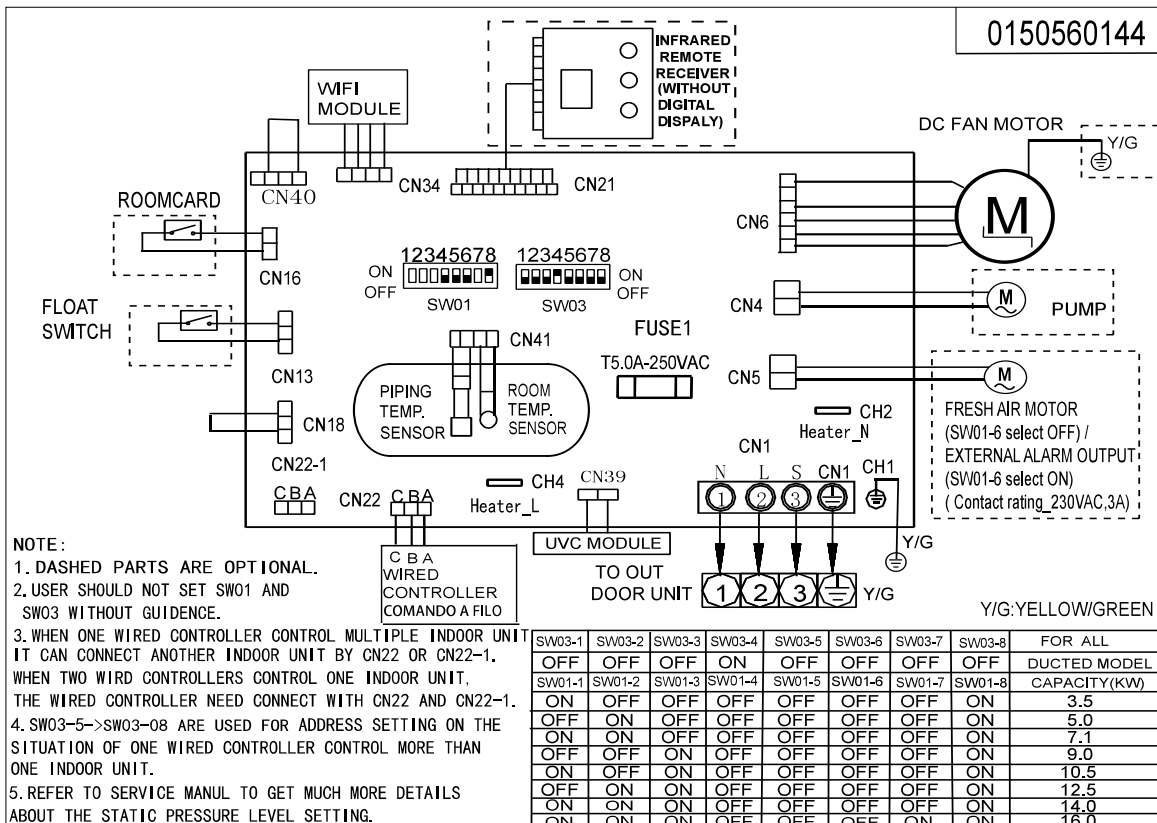 0150560144
INFRARED
REMOTE
RECEIVER
(WITHOUT
DIGITAL
DISPALY)
WIFI
MODULE
DC FAN MOTOR
Y/G
CN40
CN34
CN21
ROOMCARD
CN6
M
CN16
12345678
12345678
ON
OFF
ON
OFF
SW01
SW03
FLOAT
SWITCH
CN4
M
PUMP
FUSE1
T5.0A-250VAC
CN41
CN13
CN5
M
PIPING
TEMP.
SENSOR
ROOM
TEMP.
SENSOR
CN18
CH2
Heater_N
FRESH AIR MOTOR
(SW01-6 select OFF) /
EXTERNAL ALARM OUTPUT
(SW01-6 select ON)
( Contact rating_230VAC,3A)
CN22-1
CBA
CN22
CBA
CH4
Heater_L
CN39
CN1
N L S CN1
CH1
1 2 3
Y/G
UVC MODULE
C B A
WIRED
CONTROLLER
COMANDO A FILO
TO OUT
DOOR UNIT
1 2 3
Y/G
Y/G:YELLOW/GREEN
NOTE:
1. DASHED PARTS ARE OPTIONAL.
2. USER SHOULD NOT SET SW01 AND
SW03 WITHOUT GUIDENCE.
3. WHEN ONE WIRED CONTROLLER CONTROL MULTIPLE INDOOR UNIT
IT CAN CONNECT ANOTHER INDOOR UNIT BY CN22 OR CN22-1.
WHEN TWO WIRD CONTROLLERS CONTROL ONE INDOOR UNIT,
THE WIRED CONTROLLER NEED CONNECT WITH CN22 AND CN22-1.
4. SW03-5->SW03-08 ARE USED FOR ADDRESS SETTING ON THE
SITUATION OF ONE WIRED CONTROLLER CONTROL MORE THAN
ONE INDOOR UNIT.
5. REFER TO SERVICE MANUL TO GET MUCH MORE DETAILS
ABOUT THE STATIC PRESSURE LEVEL SETTING.
SW03-1 SW03-2 SW03-3 SW03-4 SW03-5 SW03-6 SW03-7 SW03-8 FOR ALL
OFF OFF OFF ON OFF OFF OFF OFF DUCTED MODEL
SW01-1 SW01-2 SW01-3 SW01-4 SW01-5 SW01-6 SW01-7 SW01-8 CAPACITY(KW)
ON OFF OFF OFF OFF OFF OFF ON 3.5
OFF ON OFF OFF OFF OFF OFF ON 5.0
ON ON OFF OFF OFF OFF OFF ON 7.1
OFF OFF ON OFF OFF OFF OFF ON 9.0
ON OFF ON OFF OFF OFF OFF ON 10.5
OFF ON ON OFF OFF OFF OFF ON 12.5
ON ON ON OFF OFF OFF OFF ON 14.0
ON ON ON OFF OFF OFF ON ON 16.0